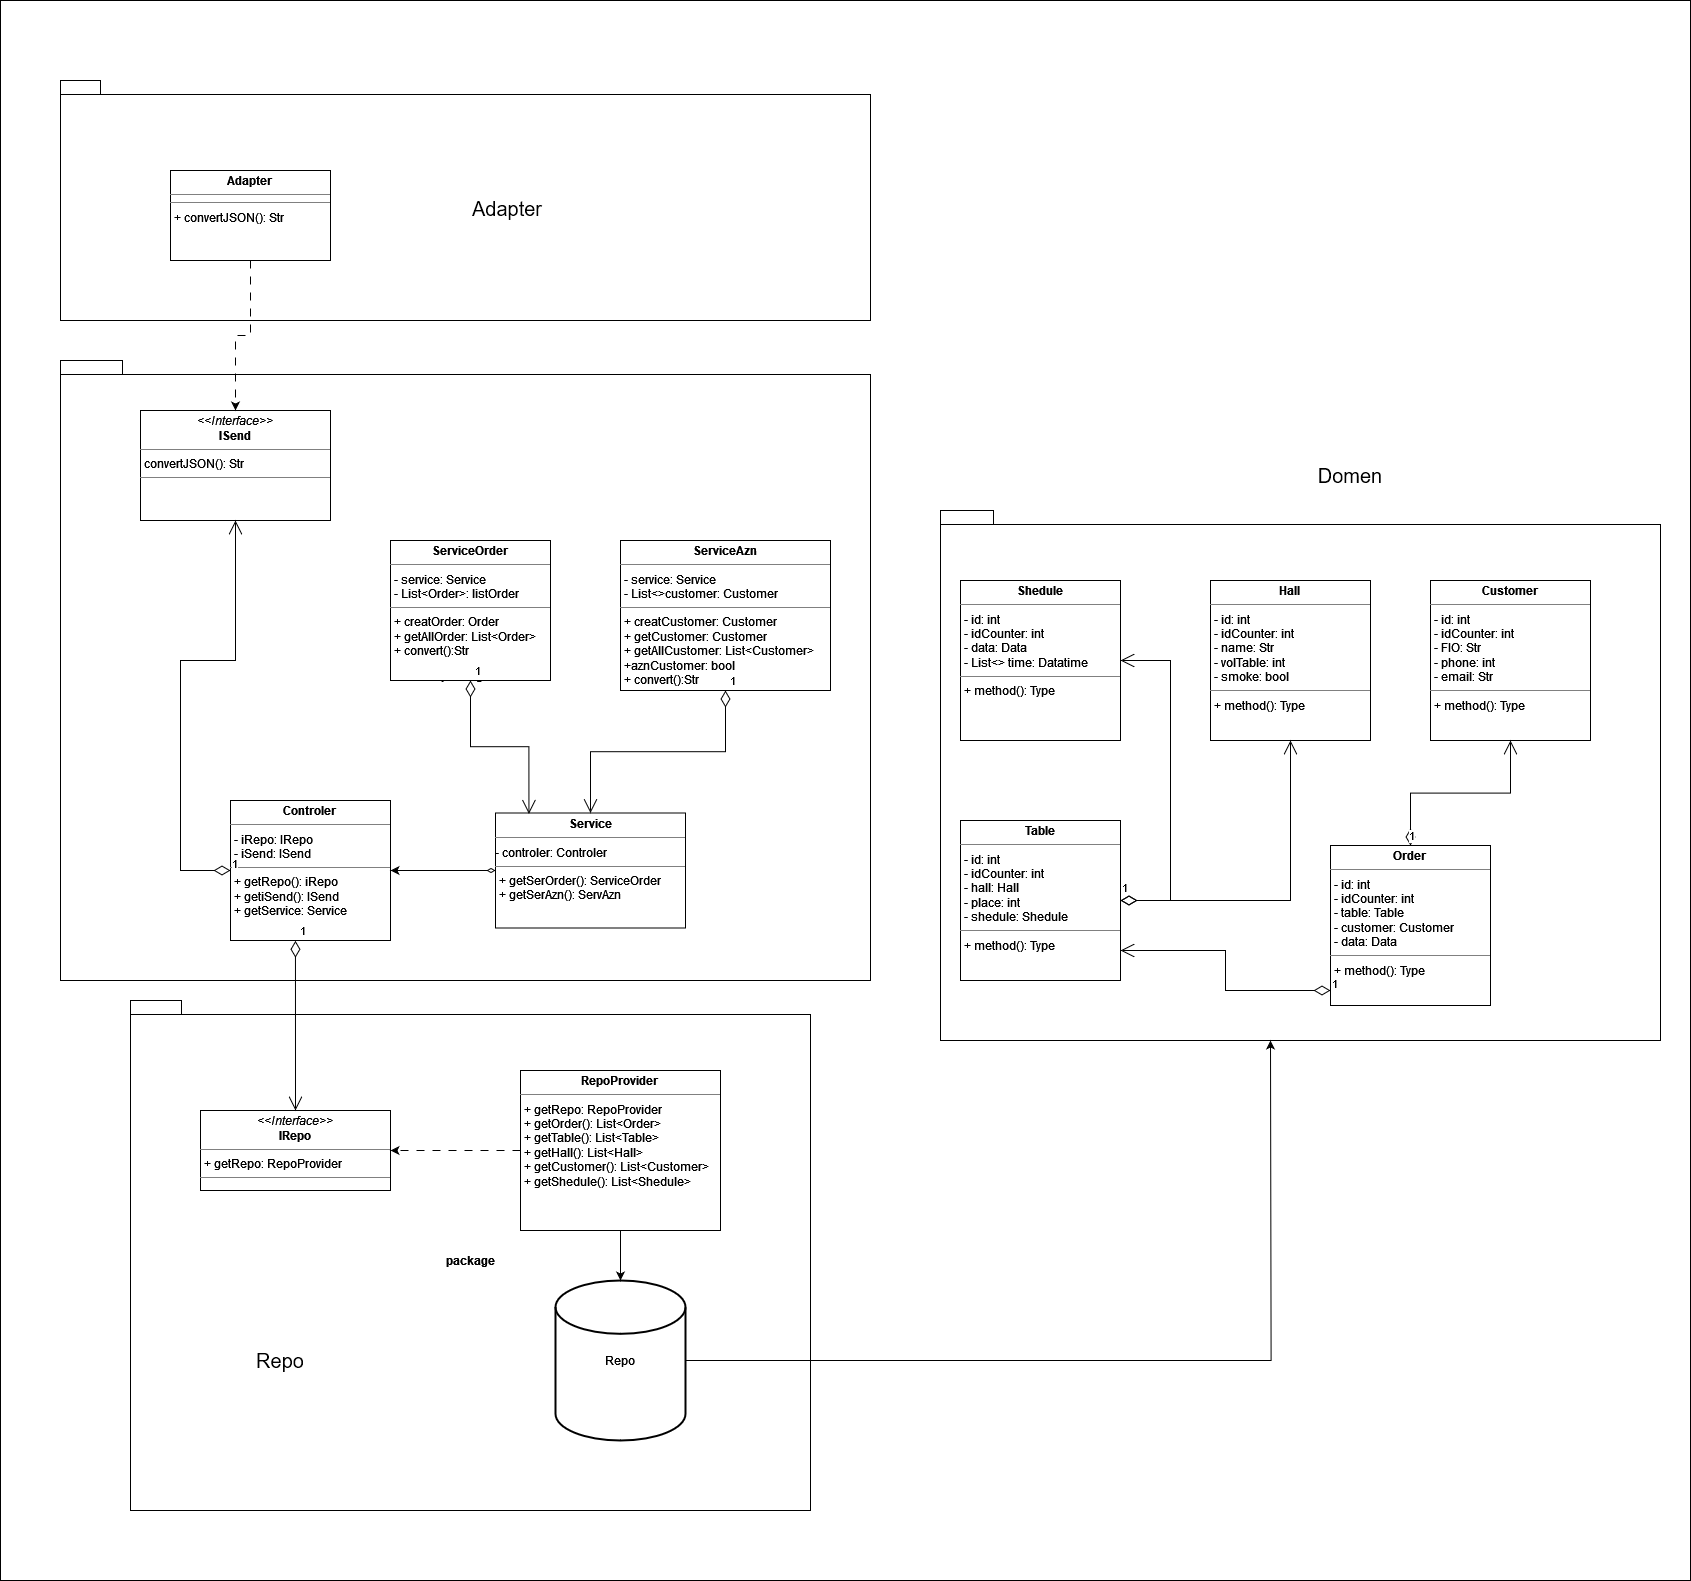 Adapter
+ convertJSON(): Str
Adapter
<<Interface>>
ISend
convertJSON(): Str
ServiceOrder
- service: Service
- List<Order>: listOrder
+ creatOrder: Order
+ getAllOrder: List<Order>
+ convert():Str
1
ServiceAzn
- service: Service
- List<>customer: Customer
+ creatCustomer: Customer
+ getCustomer: Customer
+ getAllCustomer: List<Customer>
+aznCustomer: bool
+ convert():Str
1
Controler
- iRepo: IRepo
- iSend: ISend
1
+ getRepo(): iRepo
+ getiSend(): ISend
+ getService: Service
1
Service
- controler: Controler
+ getSerOrder(): ServiceOrder
+ getSerAzn(): ServAzn
Domen
Shedule
- id: int
- idCounter: int
- data: Data
- List<> time: Datatime
+ method(): Type
Hall
- id: int
- idCounter: int
- name: Str
- volTable: int
- smoke: bool
+ method(): Type
Customer
- id: int
- idCounter: int
- FIO: Str
- phone: int
- email: Str
+ method(): Type
Table
- id: int
- idCounter: int
- hall: Hall
- place: int
- shedule: Shedule
+ method(): Type
1
1
Order
- id: int
- idCounter: int
- table: Table
- customer: Customer
- data: Data
+ method(): Type
1
<<Interface>>
IRepo
+ getRepo: RepoProvider
RepoProvider
+ getRepo: RepoProvider
+ getOrder(): List<Order>
+ getTable(): List<Table>
+ getHall(): List<Hall>
+ getCustomer(): List<Customer>
+ getShedule(): List<Shedule>
package
Repo
Repo